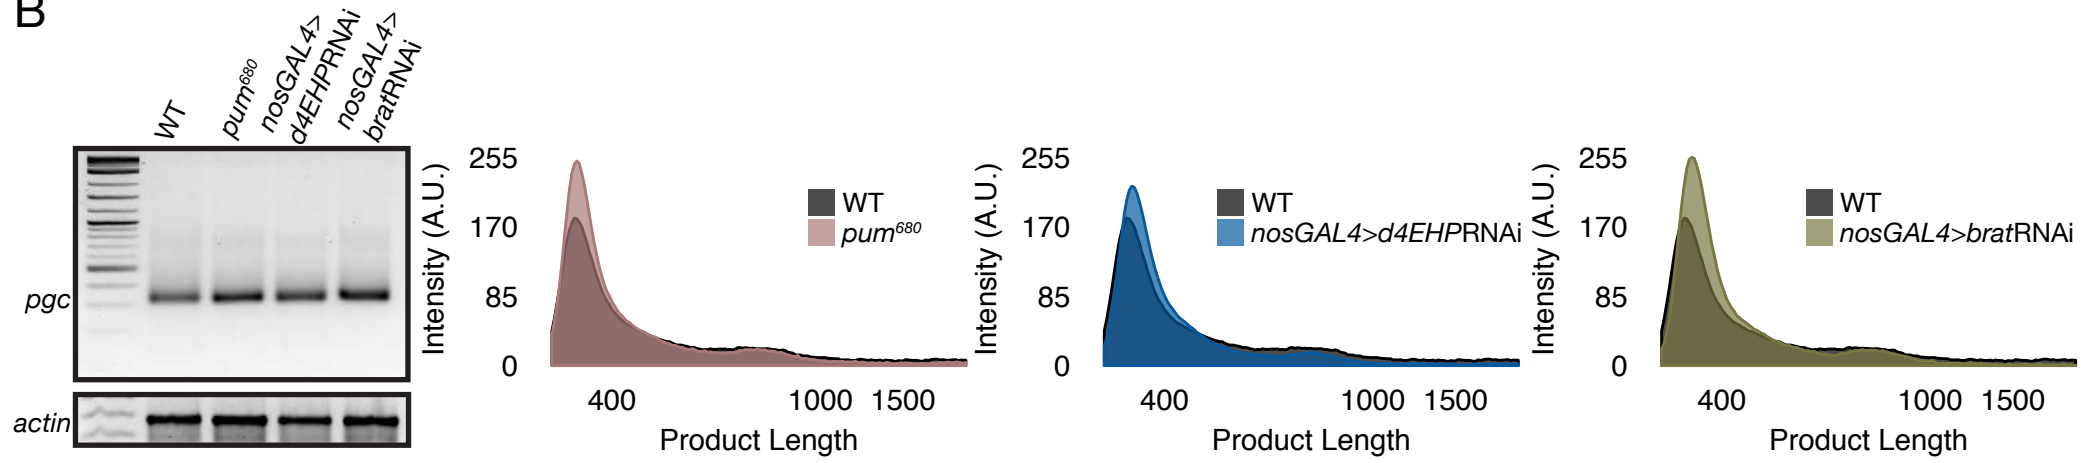 B
WT
pum680
nosGAL4>
d4EHPRNAi
nosGAL4>
bratRNAi
pgc
actin
Intensity (A.U.)
255
170
85
0
WT
pum680
400 1000 1500
Product Length
Intensity (A.U.)
255
170
85
0
WT
nosGAL4>d4EHPRNAi
400 1000 1500
Product Length
Intensity (A.U.)
255
170
85
0
WT
nosGAL4>bratRNAi
400 1000 1500
Product Length